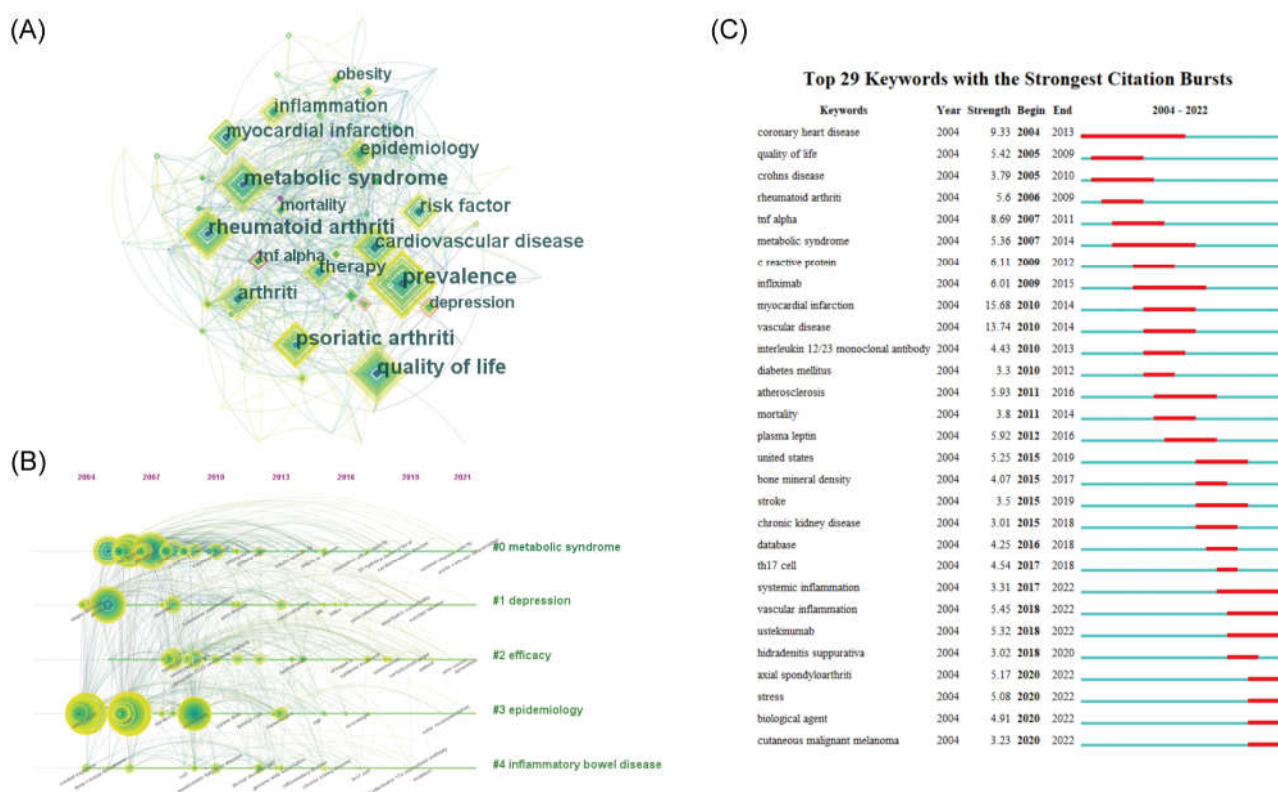 (A)
obesity
inflammation
myocardial infarction
epidemiology
metabolic syndrome
mortality
risk factor
rheumatoid arthriti
cardiovascular disease
tnf alpha
therapy
prevalence
arthriti
depression
psoriatic arthriti
quality of life
(B)
2004 2007 2010 2013 2016 2019 2021
#0 metabolic syndrome
#1 depression
#2 efficacy
#3 epidemiology
#4 inflammatory bowel disease
(C)
Top 29 Keywords with the Strongest Citation Bursts
Keywords Year Strength Begin End 2004 - 2022
coronary heart disease 2004 9.33 2004 2013
quality of life 2004 5.42 2005 2009
crohns disease 2004 3.79 2005 2010
rheumatoid arthriti 2004 5.6 2006 2009
tnf alpha 2004 8.69 2007 2011
metabolic syndrome 2004 5.36 2007 2014
c reactive protein 2004 6.11 2009 2012
infliximab 2004 6.01 2009 2015
myocardial infarction 2004 15.68 2010 2014
vascular disease 2004 13.74 2010 2014
interleukin 12/23 monoclonal antibody 2004 4.43 2010 2013
diabetes mellitus 2004 3.3 2010 2012
atherosclerosis 2004 5.93 2011 2016
mortality 2004 3.8 2011 2014
plasma leptin 2004 5.92 2012 2016
united states 2004 5.25 2015 2019
bone mineral density 2004 4.07 2015 2017
stroke 2004 3.5 2015 2019
chronic kidney disease 2004 3.01 2015 2018
database 2004 4.25 2016 2018
th17 cell 2004 4.54 2017 2018
systemic inflammation 2004 3.31 2017 2022
vascular inflammation 2004 5.45 2018 2022
ustekinumab 2004 5.32 2018 2022
hidradenitis suppurativa 2004 3.02 2018 2020
axial spondyloarthriti 2004 5.17 2020 2022
stress 2004 5.08 2020 2022
biological agent 2004 4.91 2020 2022
cutaneous malignant melanoma 2004 3.23 2020 2022